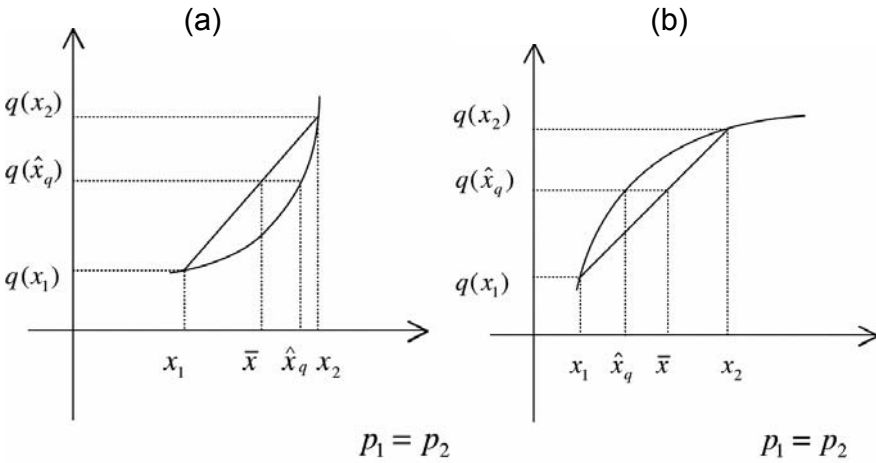 (a)
q(x₂)
q(x̂_q)
q(x₁)
x₁ x̄ x̂_q x₂
p₁ = p₂
(b)
q(x₂)
q(x̂_q)
q(x₁)
x₁ x̂_q x̄ x₂
p₁ = p₂